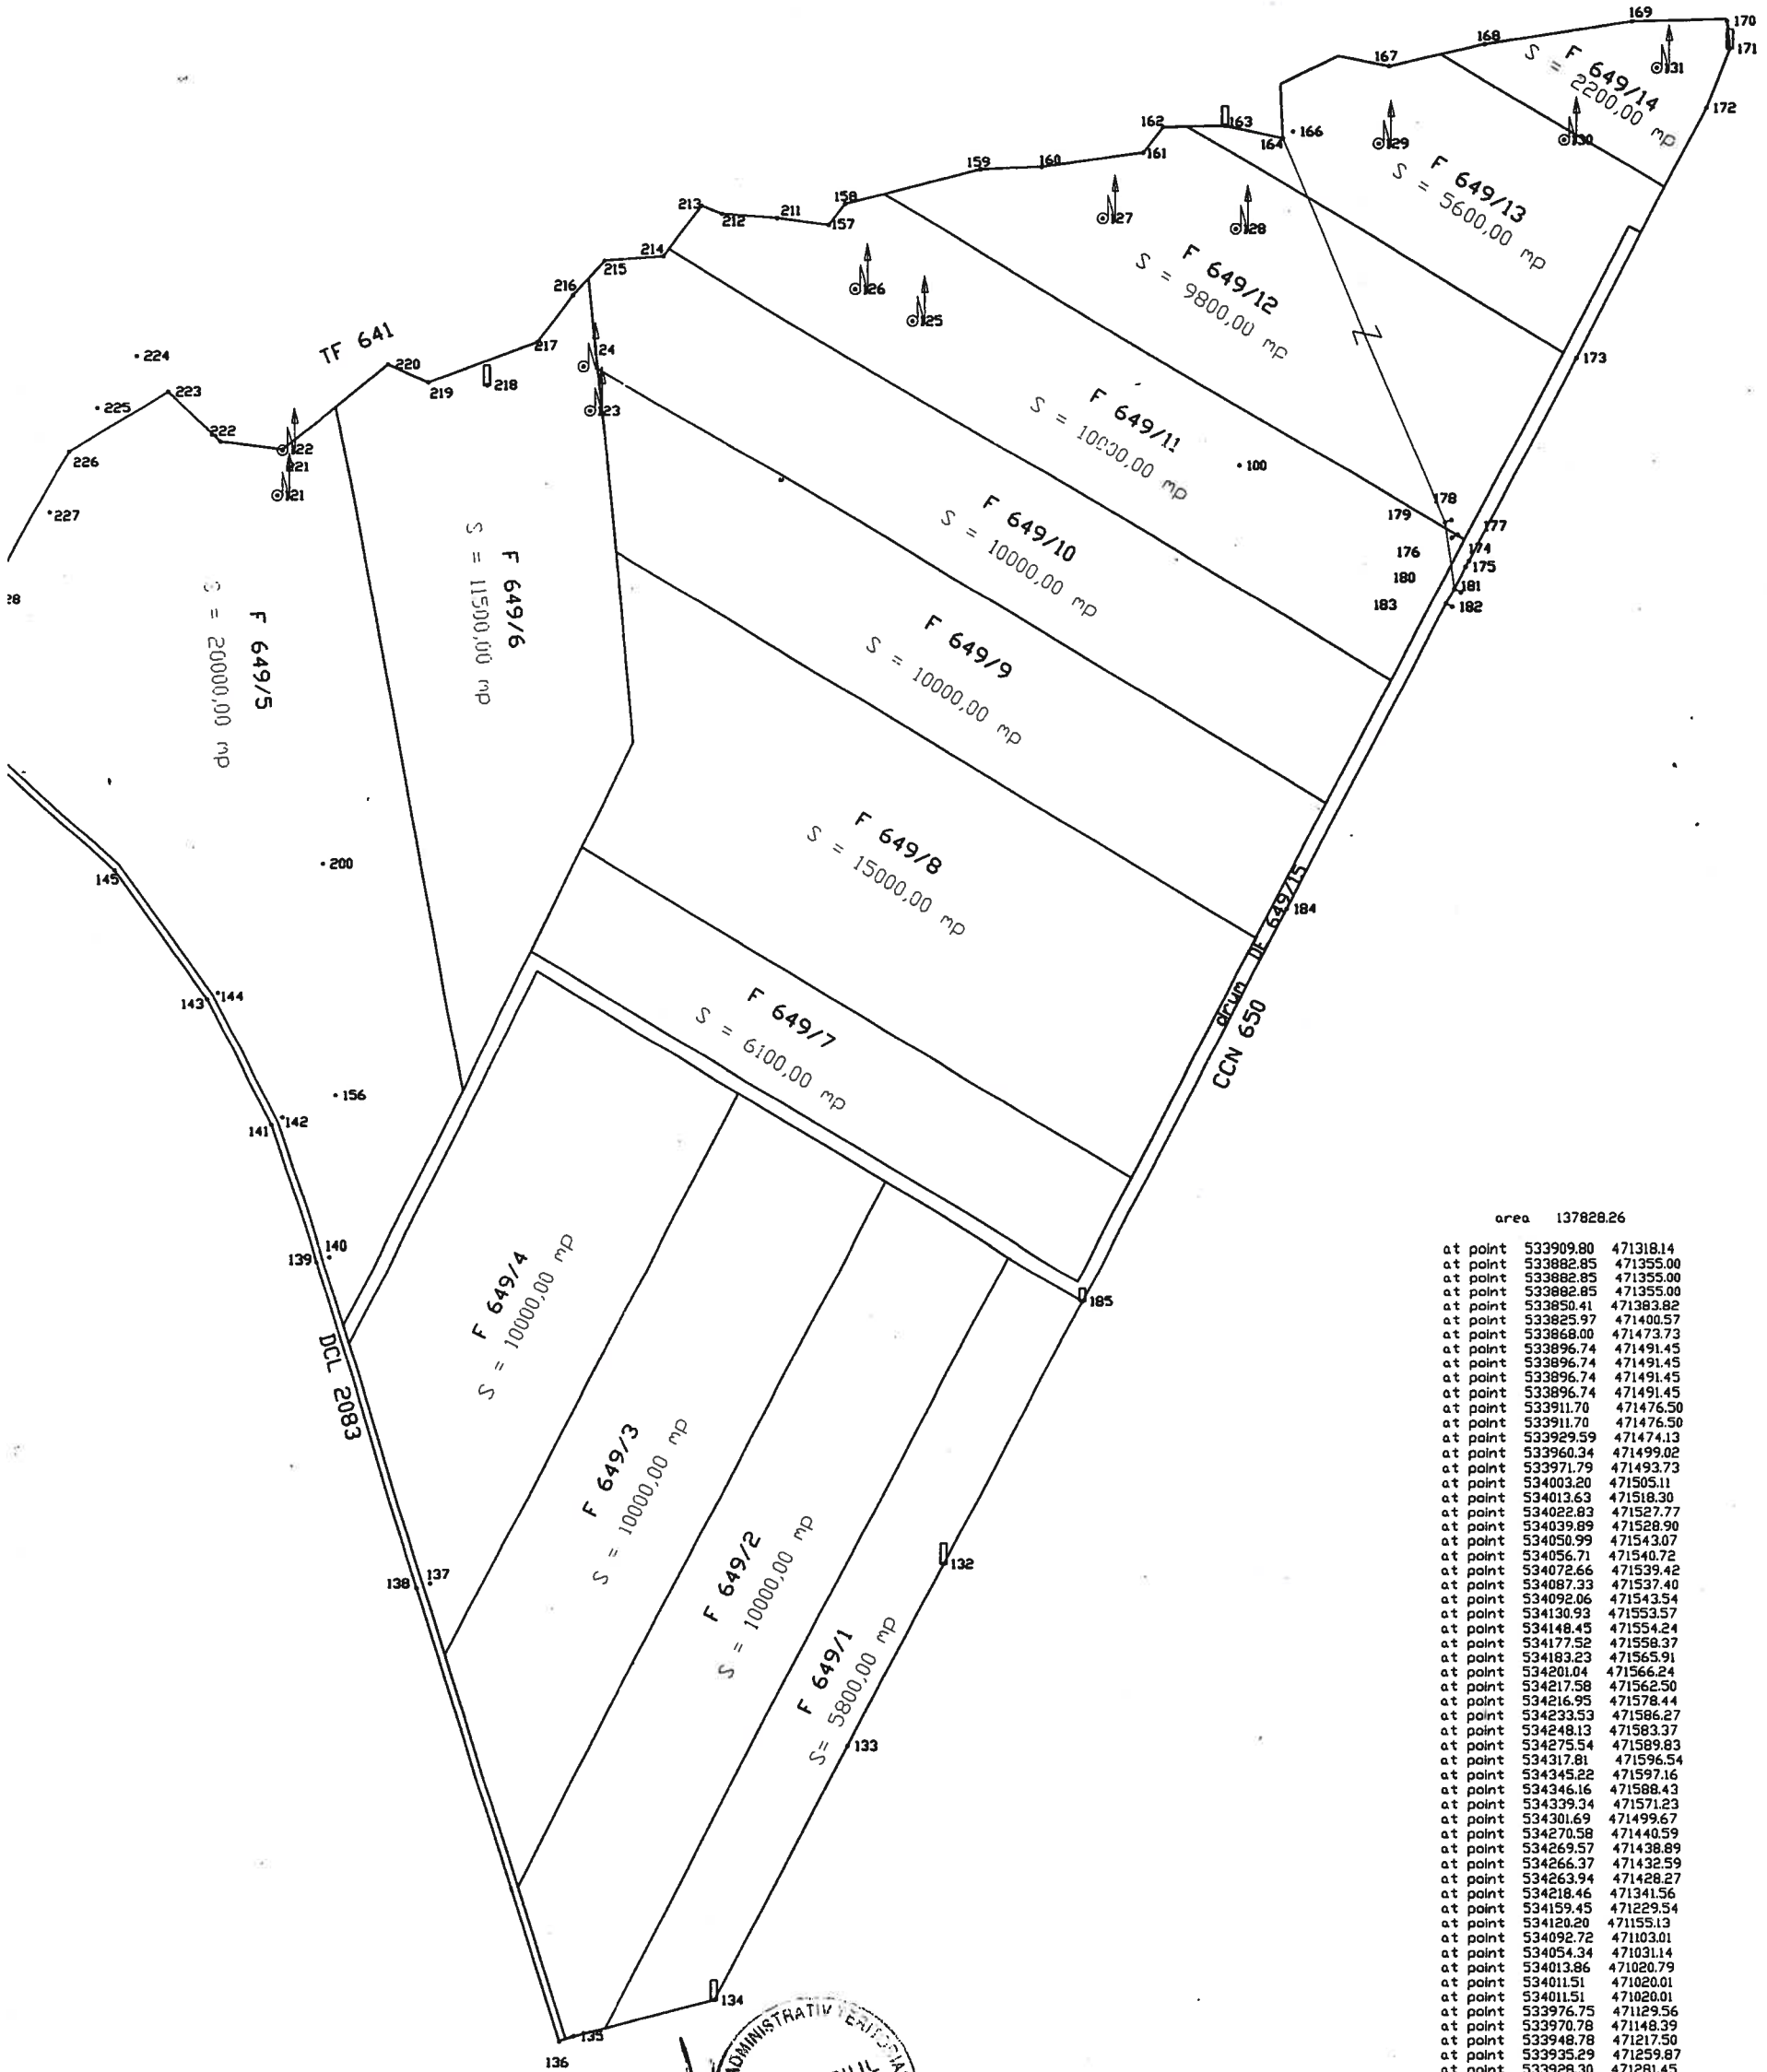 169
170
168
171
167
131
F 649/14
S = 2200,00 mp
172
162
163
166
164
129
130
161
159
160
F 649/13
S = 5600,00 mp
158
213
212
211
157
127
128
214
215
F 649/12
S = 9800,00 mp
216
126
125
TF 641
217
124
224
220
219
218
173
223
225
123
F 649/11
222
122
226
221
100
121
227
178
179
177
F 649/10
S = 10000,00 mp
174
176
175
F 649/6
S = 11500,00 mp
180
181
183
182
28
F 649/5
S = 20000,00 mp
F 649/9
S = 10000,00 mp
F 649/8
S = 15000,00 mp
200
145
184
drum DF 649/15
CCN 650
144
143
F 649/7
S = 6100,00 mp
156
142
141
140
139
F 649/4
S = 10000,00 mp
185
DCL 2083
F 649/3
S = 10000,00 mp
F 649/2
S = 10000,00 mp
132
137
138
F 649/1
S= 5800,00 mp
133
134
135
136
ADMINISTRATIV
area 137828.26
at point 533909.80 471318.14
at point 533882.85 471355.00
at point 533882.85 471355.00
at point 533882.85 471355.00
at point 533850.41 471383.82
at point 533825.97 471400.57
at point 533868.00 471473.73
at point 533896.74 471491.45
at point 533896.74 471491.45
at point 533896.74 471491.45
at point 533896.74 471491.45
at point 533911.70 471476.50
at point 533911.70 471476.50
at point 533929.59 471474.13
at point 533960.34 471499.02
at point 533971.79 471493.73
at point 534003.20 471505.11
at point 534013.63 471518.30
at point 534022.83 471527.77
at point 534039.89 471528.90
at point 534050.99 471543.07
at point 534056.71 471540.72
at point 534072.66 471539.42
at point 534087.33 471537.40
at point 534092.06 471543.54
at point 534130.93 471553.57
at point 534148.45 471554.24
at point 534177.52 471558.37
at point 534183.23 471565.91
at point 534201.04 471566.24
at point 534217.58 471562.50
at point 534216.95 471578.44
at point 534233.53 471586.27
at point 534248.13 471583.37
at point 534275.54 471589.83
at point 534317.81 471596.54
at point 534345.22 471597.16
at point 534346.16 471588.43
at point 534339.34 471571.23
at point 534301.69 471499.67
at point 534270.58 471440.59
at point 534269.57 471438.89
at point 534266.37 471432.59
at point 534263.94 471428.27
at point 534218.46 471341.56
at point 534159.45 471229.54
at point 534120.20 471155.13
at point 534092.72 471103.01
at point 534054.34 471031.14
at point 534013.86 471020.79
at point 534011.51 471020.01
at point 534011.51 471020.01
at point 533976.75 471129.56
at point 533970.78 471148.39
at point 533948.78 471217.50
at point 533935.29 471259.87
at point 533928.30 471281.45